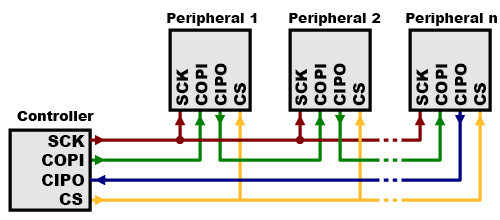 Peripheral 1
Peripheral 2
Peripheral n
SCK
COPI
CIPO
CS
SCK
COPI
CIPO
CS
SCK
COPI
CIPO
CS
Controller
SCK
COPI
CIPO
CS